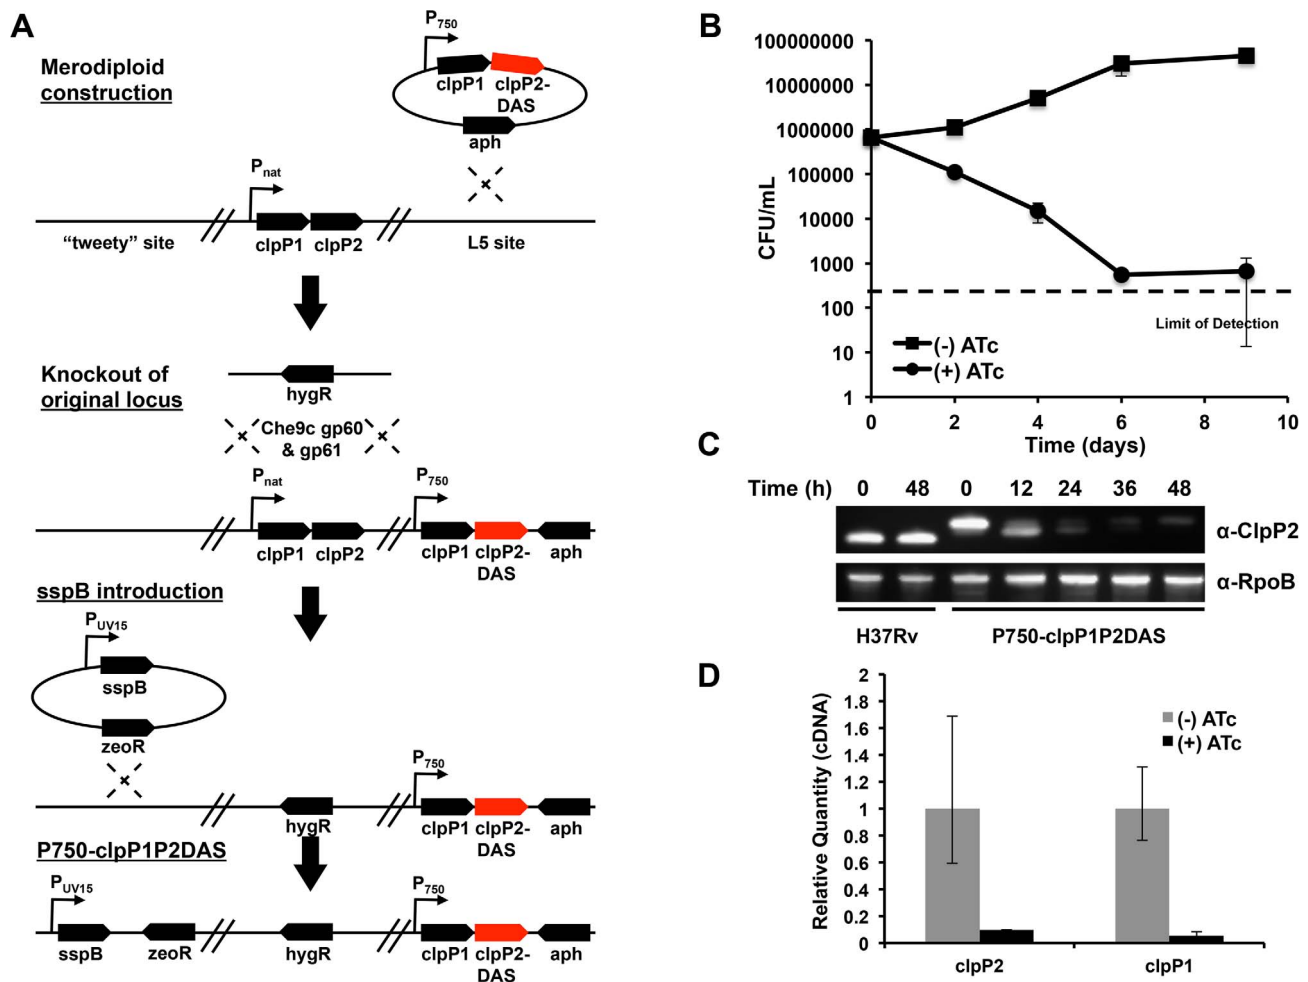 A
Merodiploid
construction
P750
clpP1
clpP2-
DAS
aph
Pnat
"tweety" site
clpP1
clpP2
L5 site
Knockout of
original locus
hygR
Che9c gp60
& gp61
Pnat
P750
clpP1
clpP2
clpP1
clpP2-
DAS
aph
sspB introduction
PUV15
sspB
zeoR
P750
hygR
clpP1
clpP2-
DAS
aph
P750-clpP1P2DAS
PUV15
P750
sspB
zeoR
hygR
clpP1
clpP2-
DAS
aph
B
100000000
10000000
1000000
100000
10000
1000
100
10
1
CFU/mL
Limit of Detection
(-) ATc
(+) ATc
0 2 4 6 8 10
Time (days)
C
Time (h) 0 48 0 12 24 36 48
α-ClpP2
α-RpoB
H37Rv P750-clpP1P2DAS
D
2
1.8
1.6
1.4
1.2
1
0.8
0.6
0.4
0.2
0
Relative Quantity (cDNA)
(-) ATc
(+) ATc
clpP2 clpP1